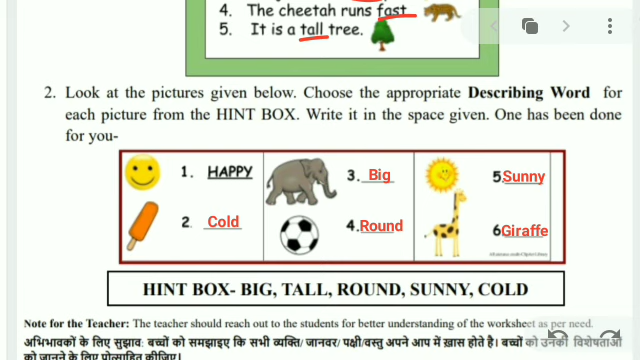 4. The cheetah runs fast
5. It is a tall tree.
2. Look at the pictures given below. Choose the appropriate Describing Word for
each picture from the HINT BOX. Write it in the space given. One has been done
for you-
1. HAPPY 3. Big 5.Sunny
2. Cold 4.Round 6Giraffe
HINT BOX- BIG, TALL, ROUND, SUNNY, COLD
Note for the Teacher: The teacher should reach out to the students for better understanding of the worksheet as per need.
अभिभावकों के लिए सुझाव: बच्चों को समझाइए कि सभी व्यक्ति/ जानवर/ पक्षी/वस्तु अपने आप में ख़ास होते है। बच्चों को उनकी विशेषताओं
को जानने के लिए प्रोत्साहित कीजिए।